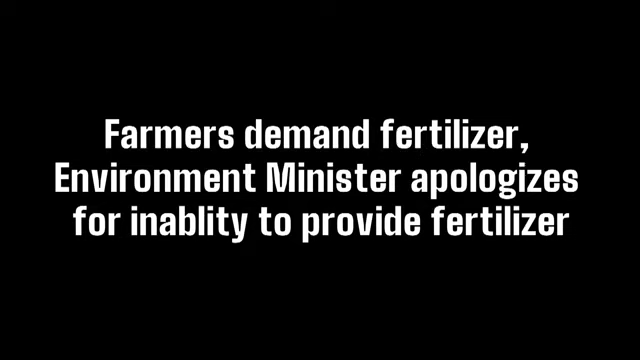 Farmers demand fertilizer,
Environment Minister apologizes
for inablity to provide fertilizer